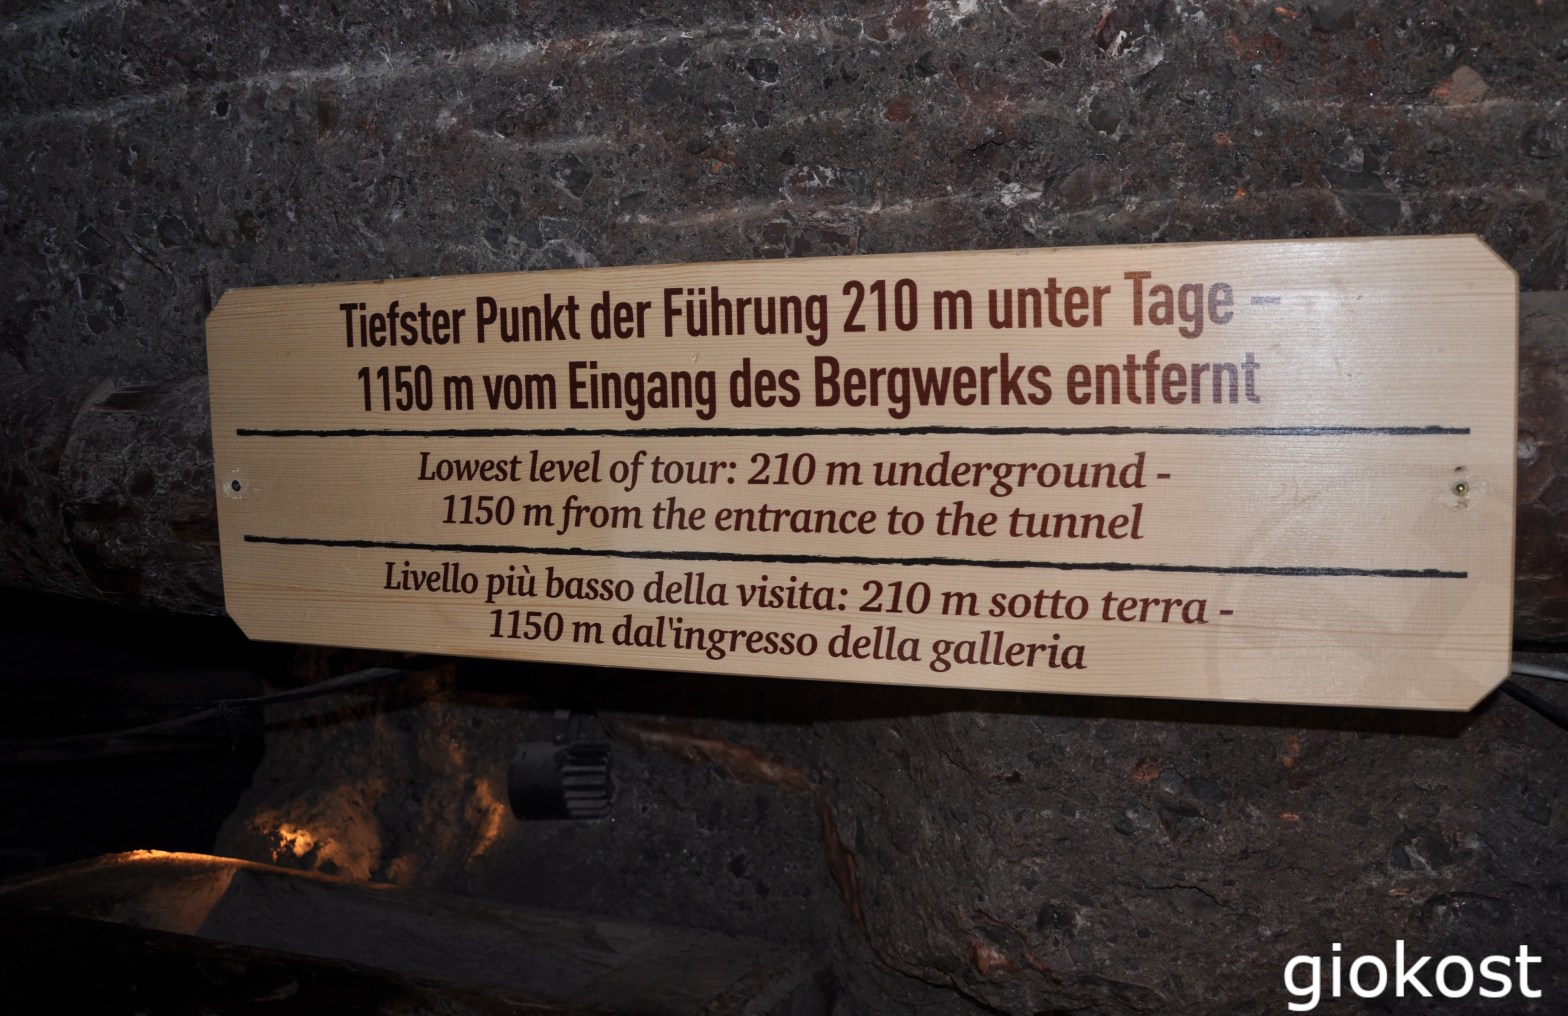 Tiefster Punkt der Führung 210 m unter Tage –
1150 m vom Eingang des Bergwerks entfernt
Lowest level of tour: 210 m underground -
1150 m from the entrance to the tunnel
Livello più basso della visita: 210 m sotto terra -
1150 m dal'ingresso della galleria
giokost